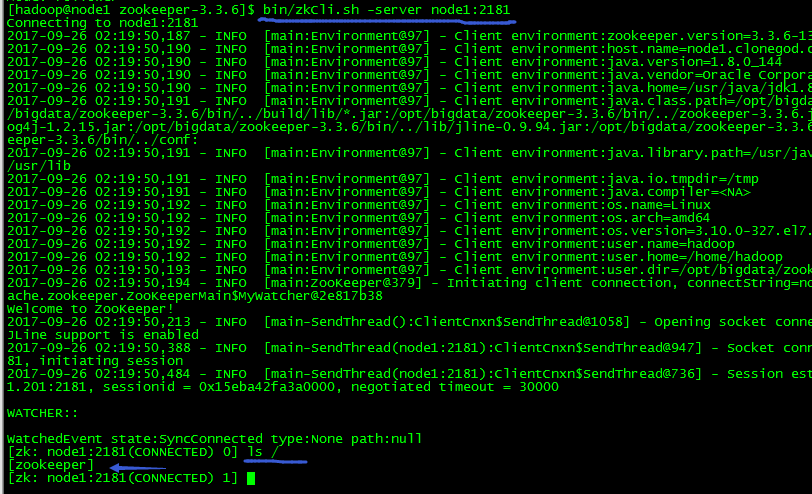 [hadoop@node1 zookeeper-3.3.6]$ bin/zkCli.sh -server node1:2181
Connecting to node1:2181
2017-09-26 02:19:50,187 - INFO  [main:Environment@97] - Client environment:zookeeper.version=3.3.6-13
2017-09-26 02:19:50,190 - INFO  [main:Environment@97] - Client environment:host.name=node1.clonegod.c
2017-09-26 02:19:50,190 - INFO  [main:Environment@97] - Client environment:java.version=1.8.0_144
2017-09-26 02:19:50,190 - INFO  [main:Environment@97] - Client environment:java.vendor=Oracle Corpora
2017-09-26 02:19:50,190 - INFO  [main:Environment@97] - Client environment:java.home=/usr/java/jdk1.8
2017-09-26 02:19:50,191 - INFO  [main:Environment@97] - Client environment:java.class.path=/opt/bigda
/bigdata/zookeeper-3.3.6/bin/../build/lib/*.jar:/opt/bigdata/zookeeper-3.3.6/bin/../zookeeper-3.3.6.j
og4j-1.2.15.jar:/opt/bigdata/zookeeper-3.3.6/bin/../lib/jline-0.9.94.jar:/opt/bigdata/zookeeper-3.3.6
eeper-3.3.6/bin/../conf:
2017-09-26 02:19:50,191 - INFO  [main:Environment@97] - Client environment:java.library.path=/usr/jav
/usr/lib
2017-09-26 02:19:50,191 - INFO  [main:Environment@97] - Client environment:java.io.tmpdir=/tmp
2017-09-26 02:19:50,191 - INFO  [main:Environment@97] - Client environment:java.compiler=<NA>
2017-09-26 02:19:50,192 - INFO  [main:Environment@97] - Client environment:os.name=Linux
2017-09-26 02:19:50,192 - INFO  [main:Environment@97] - Client environment:os.arch=amd64
2017-09-26 02:19:50,192 - INFO  [main:Environment@97] - Client environment:os.version=3.10.0-327.el7.
2017-09-26 02:19:50,192 - INFO  [main:Environment@97] - Client environment:user.name=hadoop
2017-09-26 02:19:50,192 - INFO  [main:Environment@97] - Client environment:user.home=/home/hadoop
2017-09-26 02:19:50,193 - INFO  [main:Environment@97] - Client environment:user.dir=/opt/bigdata/zook
2017-09-26 02:19:50,194 - INFO  [main:ZooKeeper@379] - Initiating client connection, connectString=no
ache.zookeeper.ZooKeeperMain$MyWatcher@2e817b38
Welcome to ZooKeeper!
2017-09-26 02:19:50,213 - INFO  [main-SendThread():ClientCnxn$SendThread@1058] - Opening socket conne
JLine support is enabled
2017-09-26 02:19:50,388 - INFO  [main-SendThread(node1:2181):ClientCnxn$SendThread@947] - Socket conn
81, initiating session
2017-09-26 02:19:50,484 - INFO  [main-SendThread(node1:2181):ClientCnxn$SendThread@736] - Session est
1.201:2181, sessionid = 0x15eba42fa3a0000, negotiated timeout = 30000
WATCHER::
WatchedEvent state:SyncConnected type:None path:null
[zk: node1:2181(CONNECTED) 0] ls /
[zookeeper]
[zk: node1:2181(CONNECTED) 1]